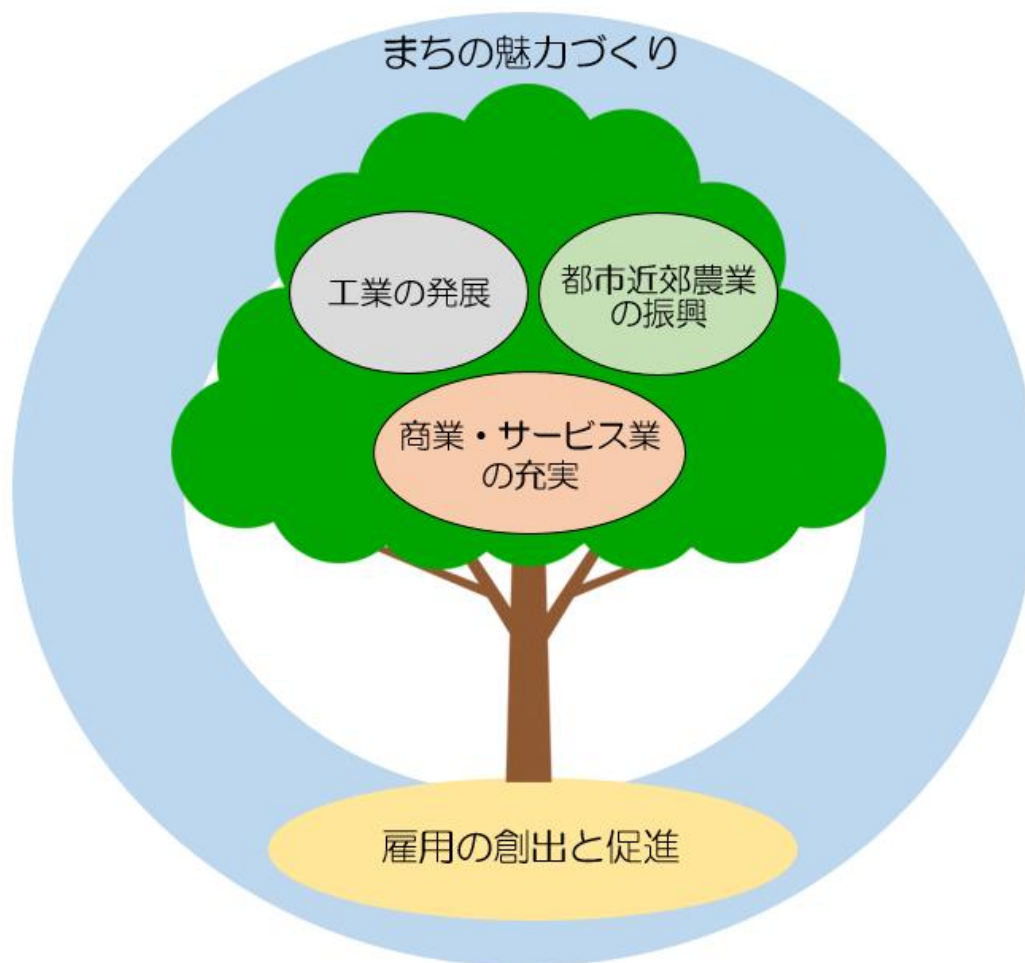 まちの魅力づくり
工業の発展
都市近郊農業
の振興
商業・サービス業
の充実
雇用の創出と促進